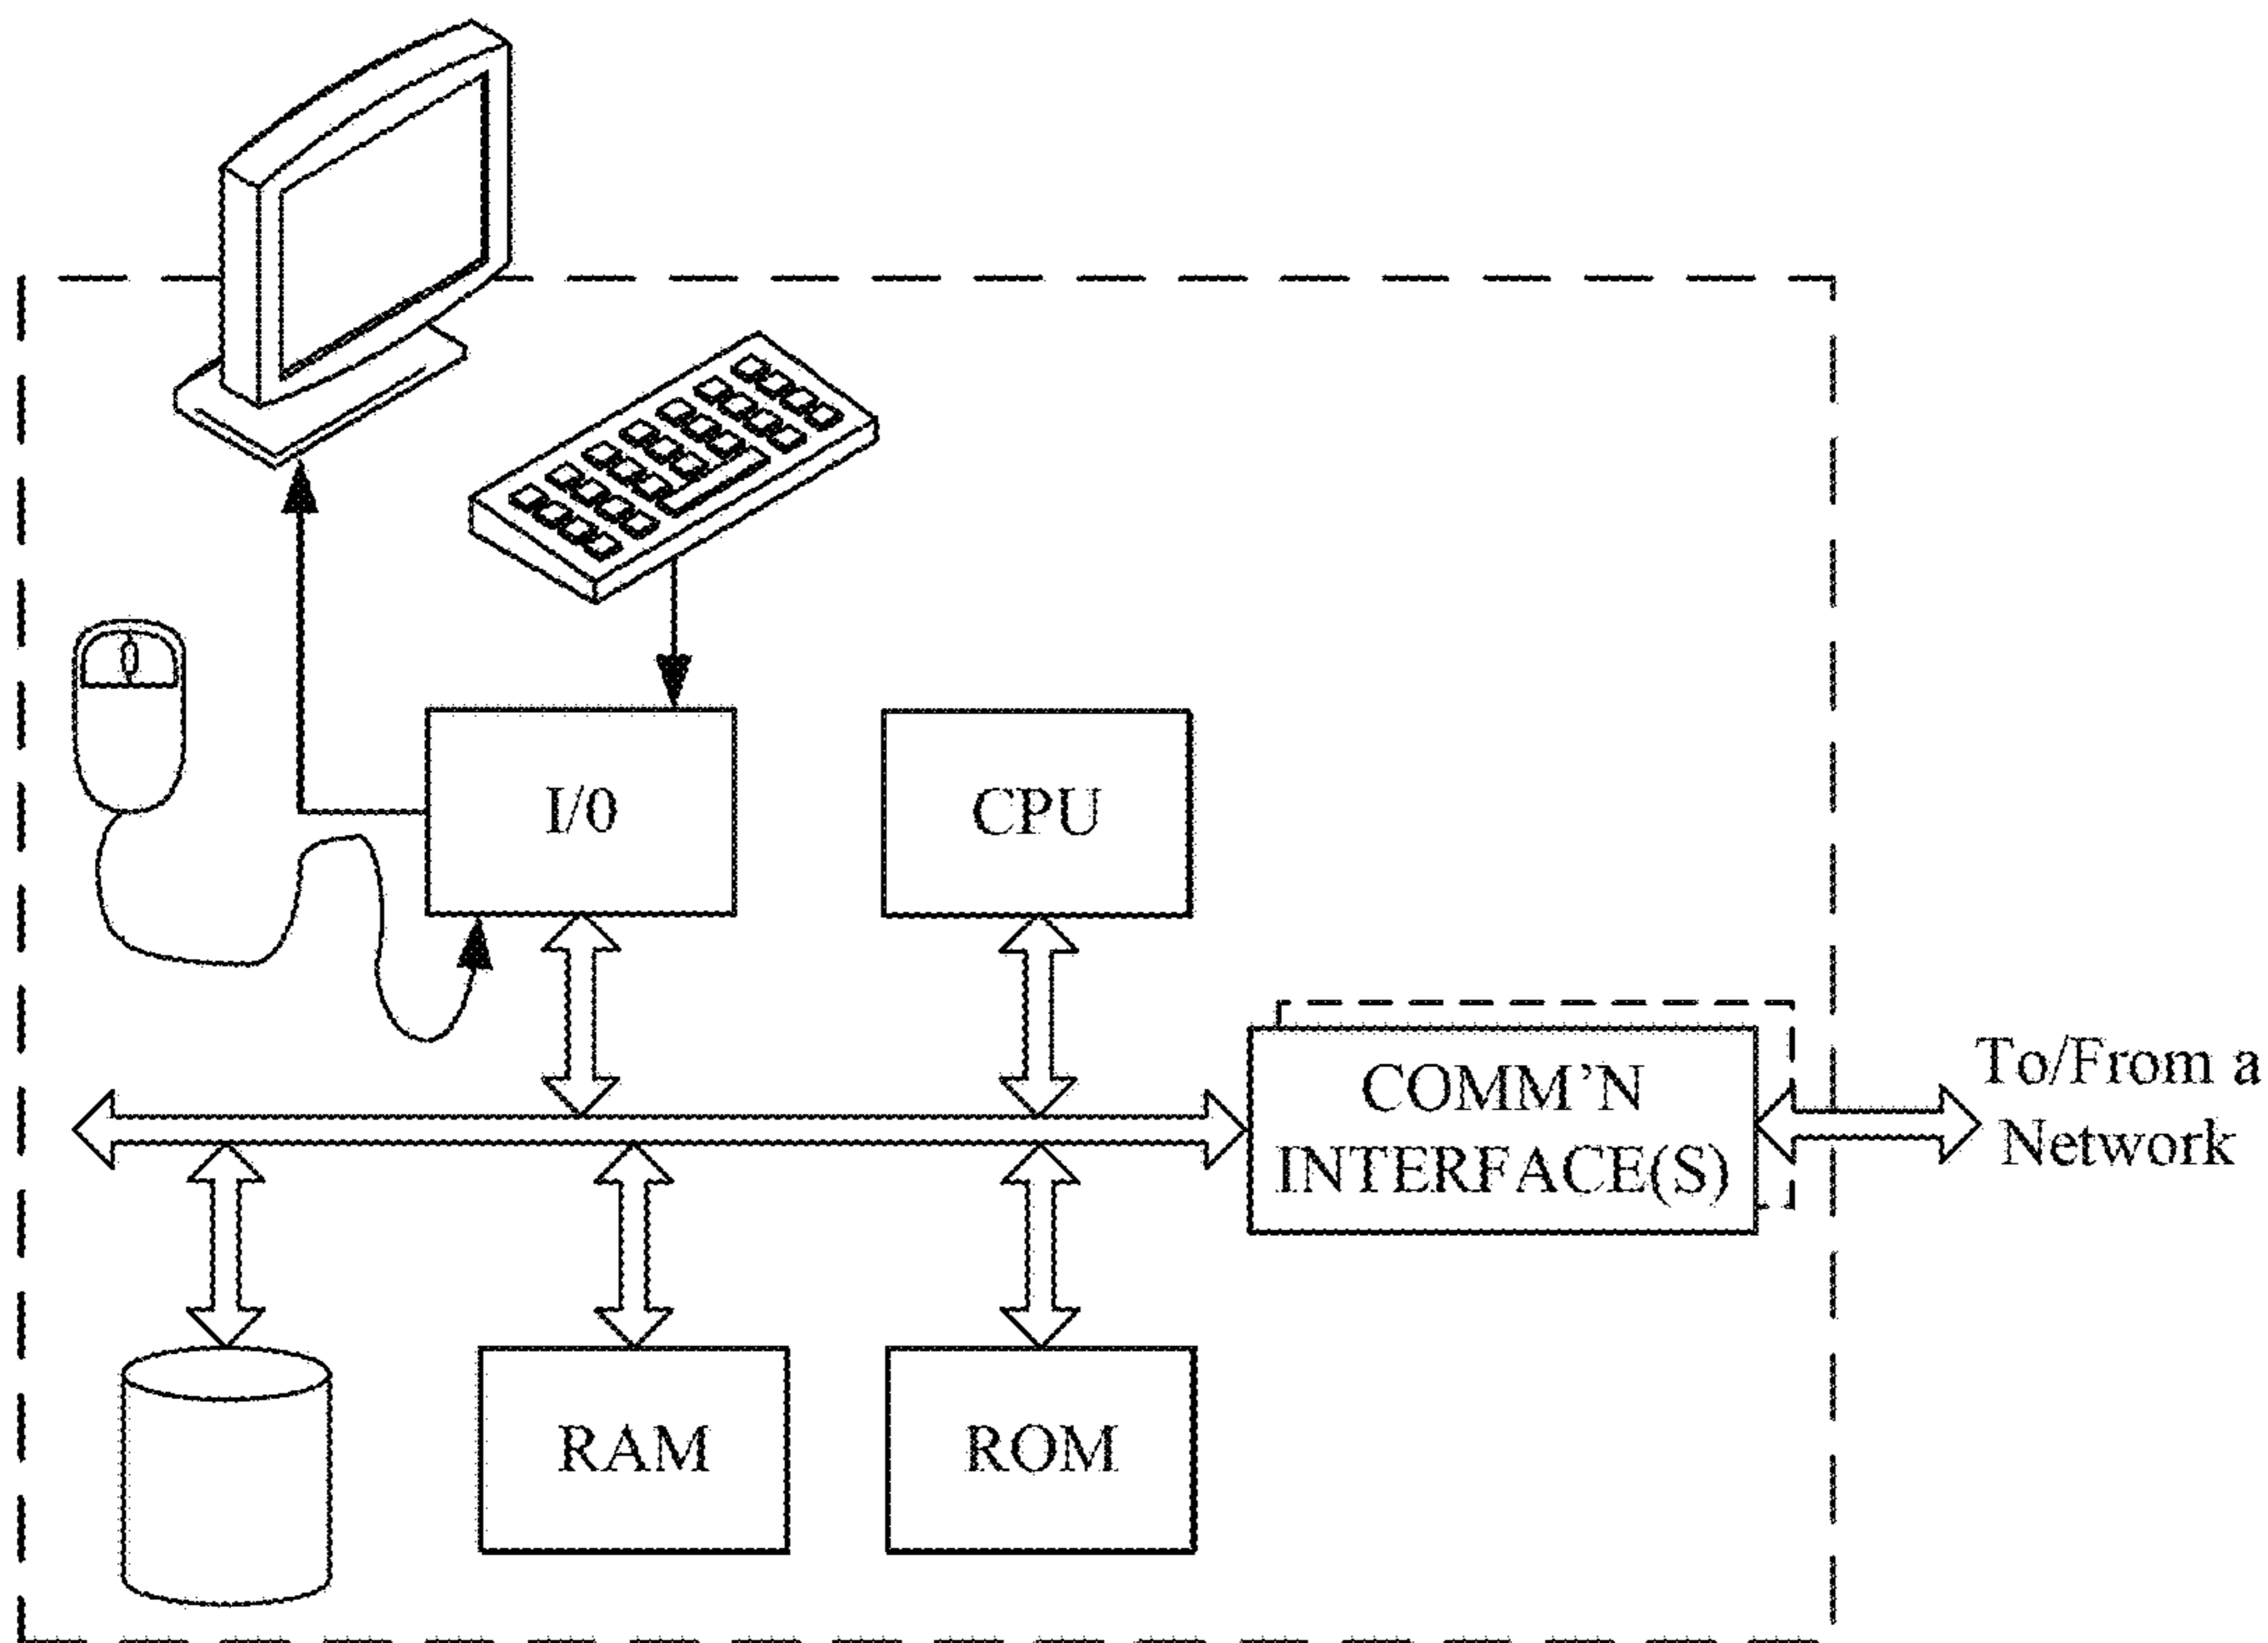 I/0
CPU
COMM'N
INTERFACE(S)
To/From a
Network
RAM
ROM